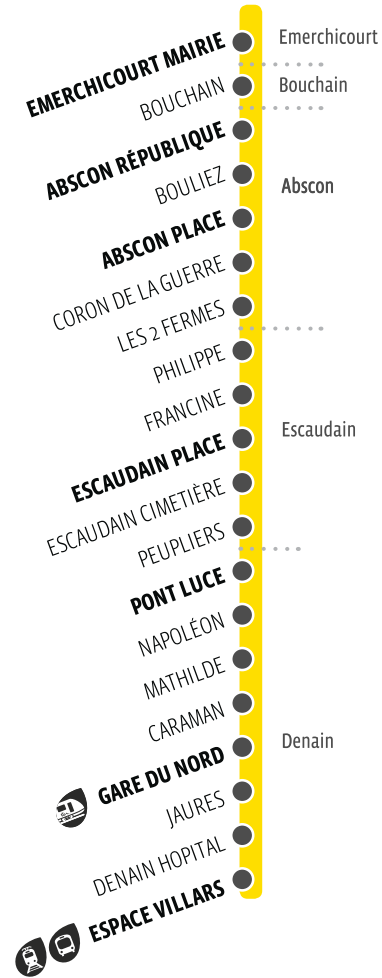 EMERCHICOURT MAIRIE
Emerchicourt
BOUCHAIN
Bouchain
ABSCON RÉPUBLIQUE
BOULIEZ
Abscon
ABSCON PLACE
CORON DE LA GUERRE
LES 2 FERMES
PHILIPPE
FRANCINE
Escaudain
ESCAUDAIN PLACE
ESCAUDAIN CIMETIÈRE
PEUPLIERS
PONT LUCE
NAPOLÉON
MATHILDE
CARAMAN
Denain
GARE DU NORD
JAURES
DENAIN HOPITAL
ESPACE VILLARS